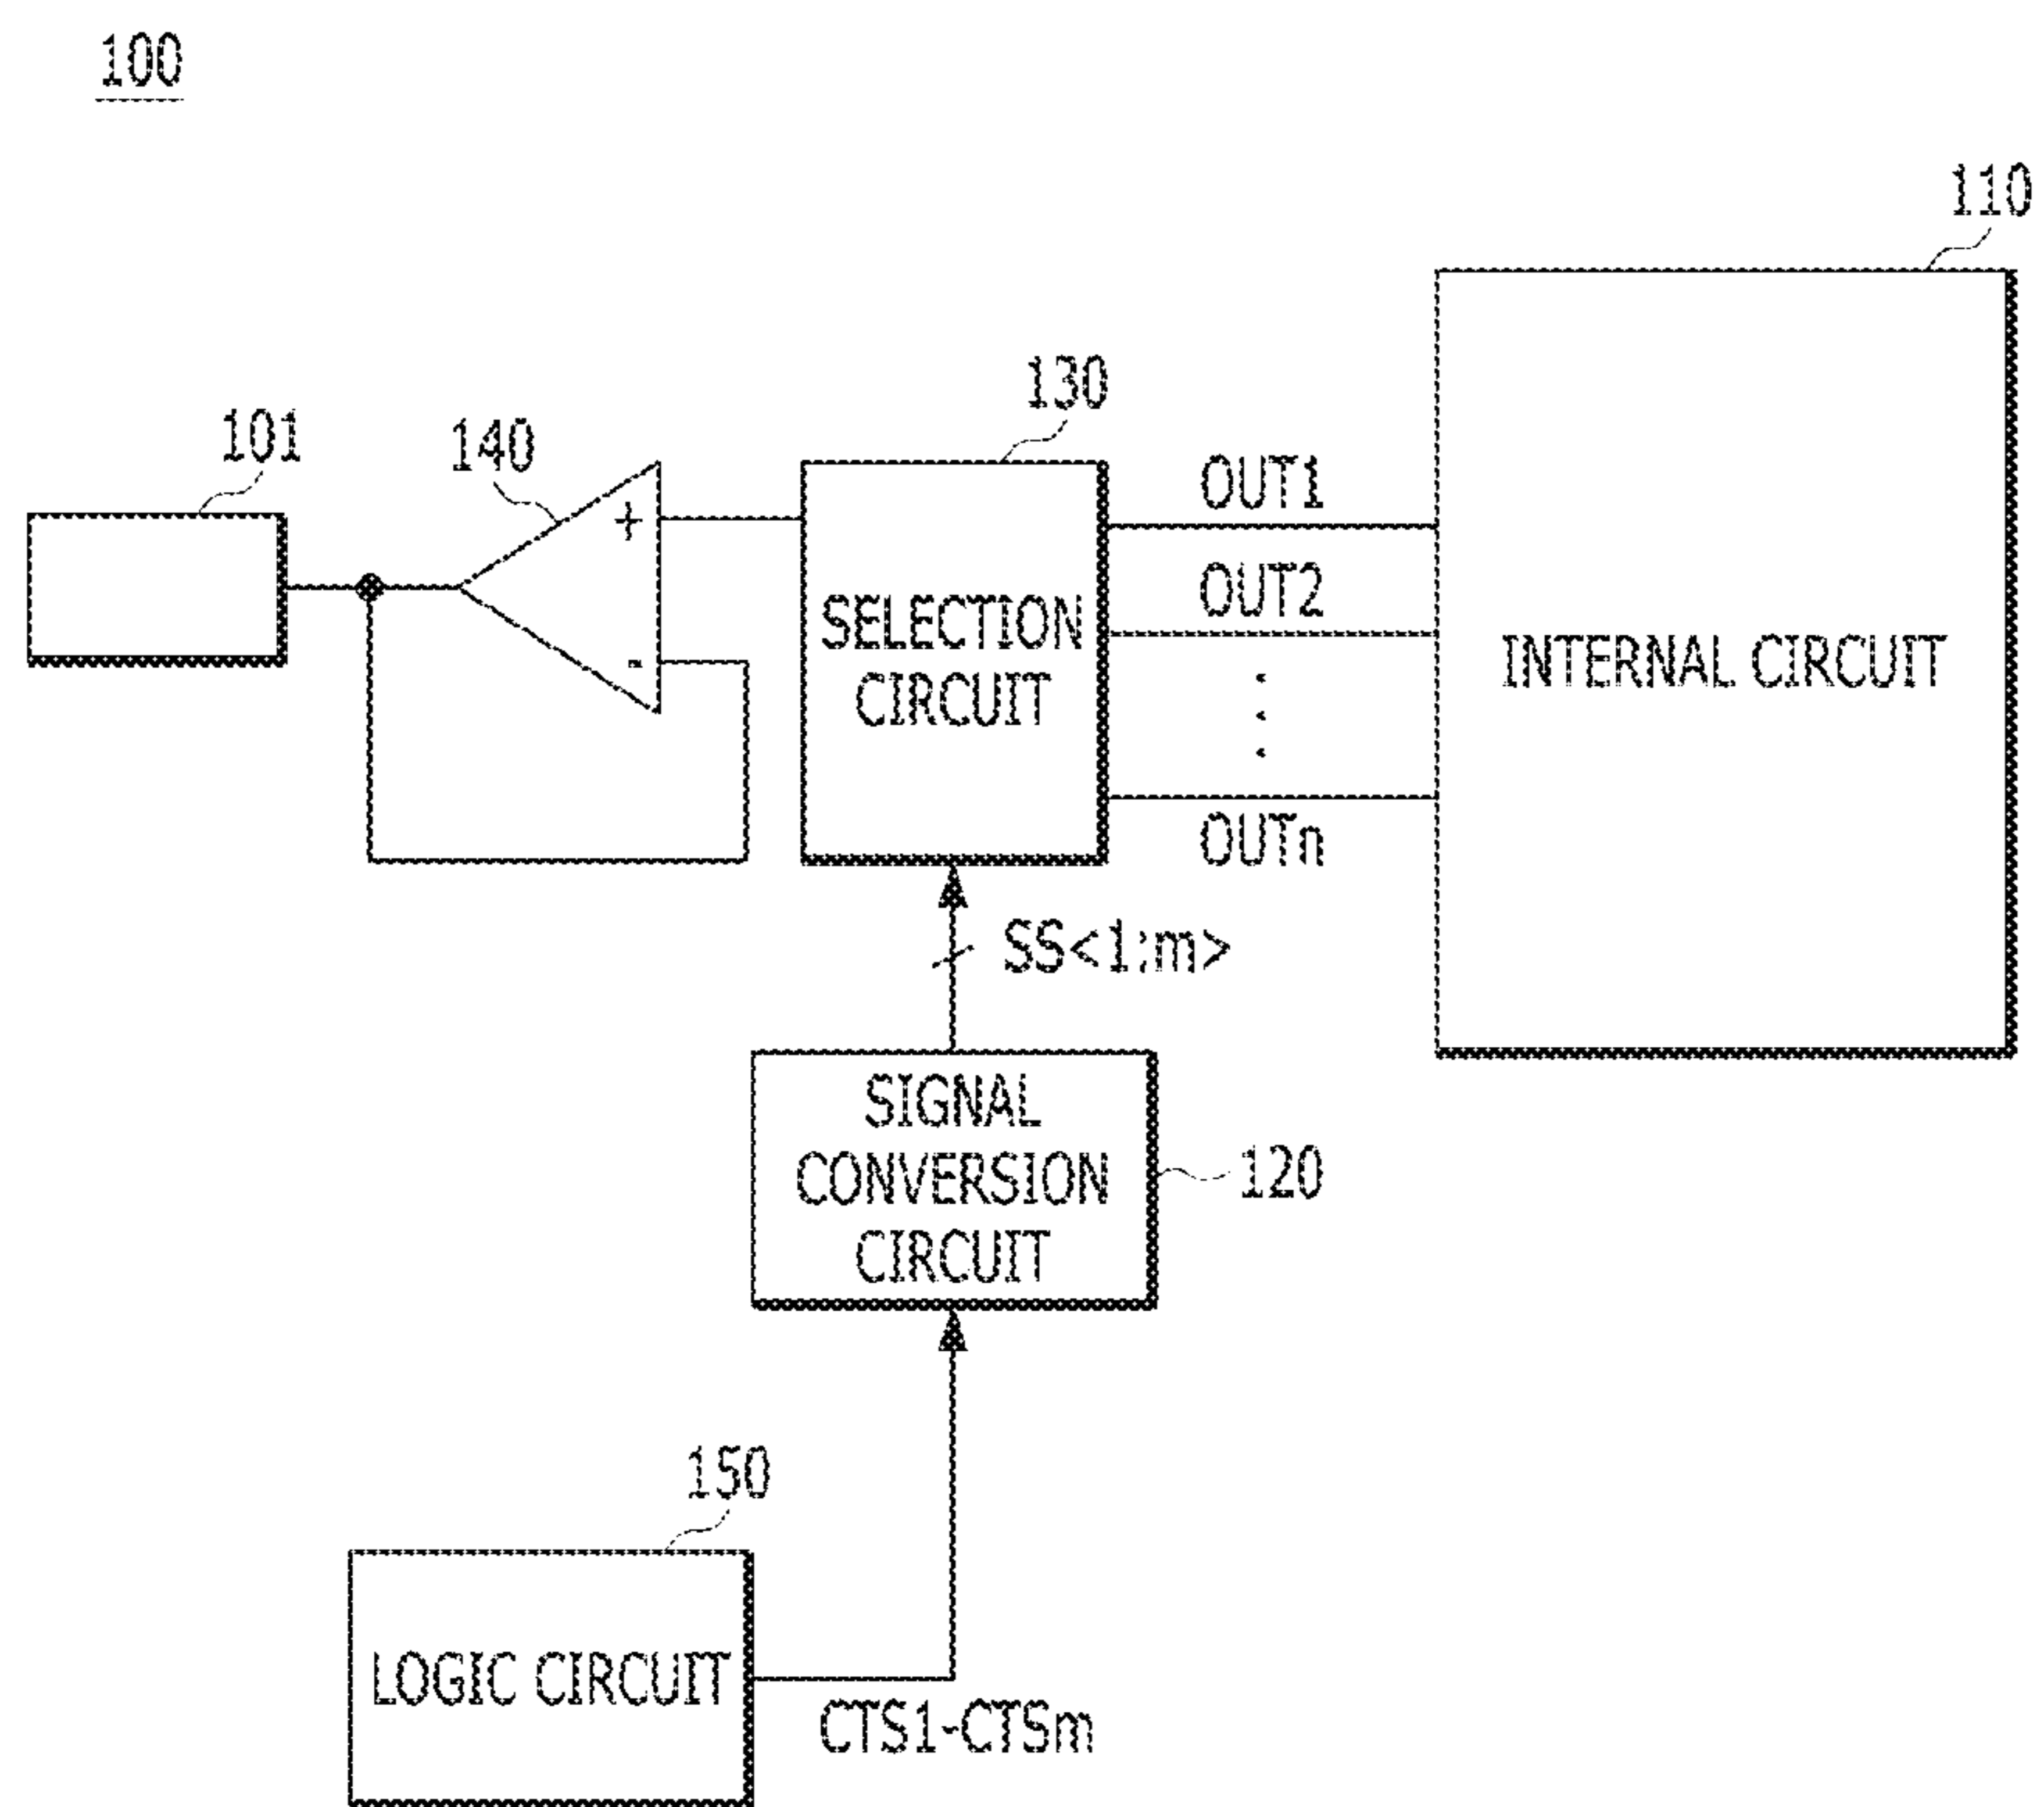 100
110
130
101
140
OUT1
OUT2
SELECTION
CIRCUIT
INTERNAL CIRCUIT
OUTn
+
-
SS<1:m>
SIGNAL
CONVERSION
CIRCUIT
120
150
LOGIC CIRCUIT
CTS1-CTSm